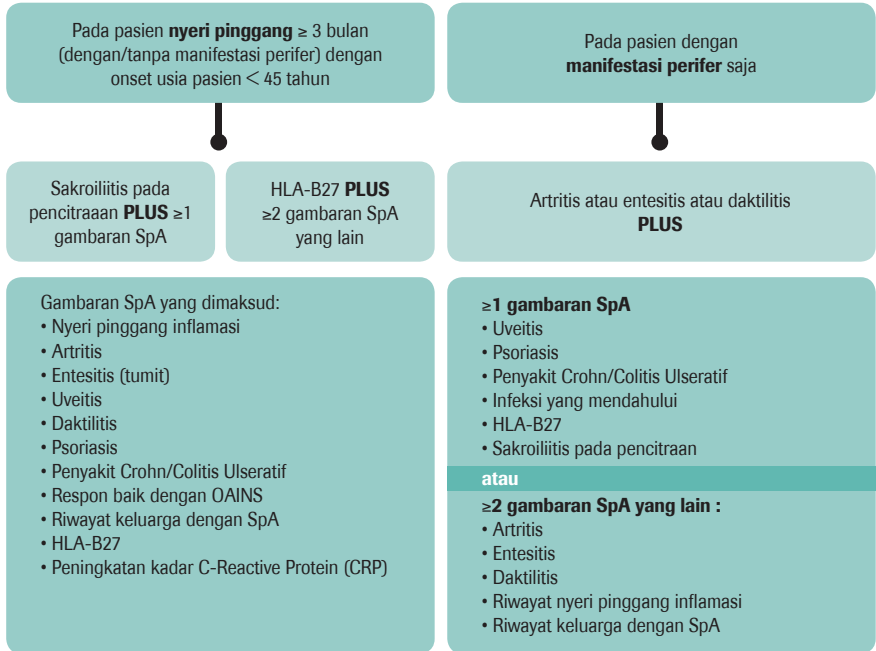 Pada pasien nyeri pinggang ≥ 3 bulan
(dengan/tanpa manifestasi perifer) dengan
onset usia pasien < 45 tahun
Pada pasien dengan
manifestasi perifer saja
Sakroiliitis pada
pencitraaan PLUS ≥1
gambaran SpA
HLA-B27 PLUS
≥2 gambaran SpA
yang lain
Artritis atau entesitis atau daktilitis
PLUS
Gambaran SpA yang dimaksud:
• Nyeri pinggang inflamasi
• Artritis
• Entesitis (tumit)
• Uveitis
• Daktilitis
• Psoriasis
• Penyakit Crohn/Colitis Ulseratif
• Respon baik dengan OAINS
• Riwayat keluarga dengan SpA
• HLA-B27
• Peningkatan kadar C-Reactive Protein (CRP)
≥1 gambaran SpA
• Uveitis
• Psoriasis
• Penyakit Crohn/Colitis Ulseratif
• Infeksi yang mendahului
• HLA-B27
• Sakroiliitis pada pencitraan
atau
≥2 gambaran SpA yang lain :
• Artritis
• Entesitis
• Daktilitis
• Riwayat nyeri pinggang inflamasi
• Riwayat keluarga dengan SpA